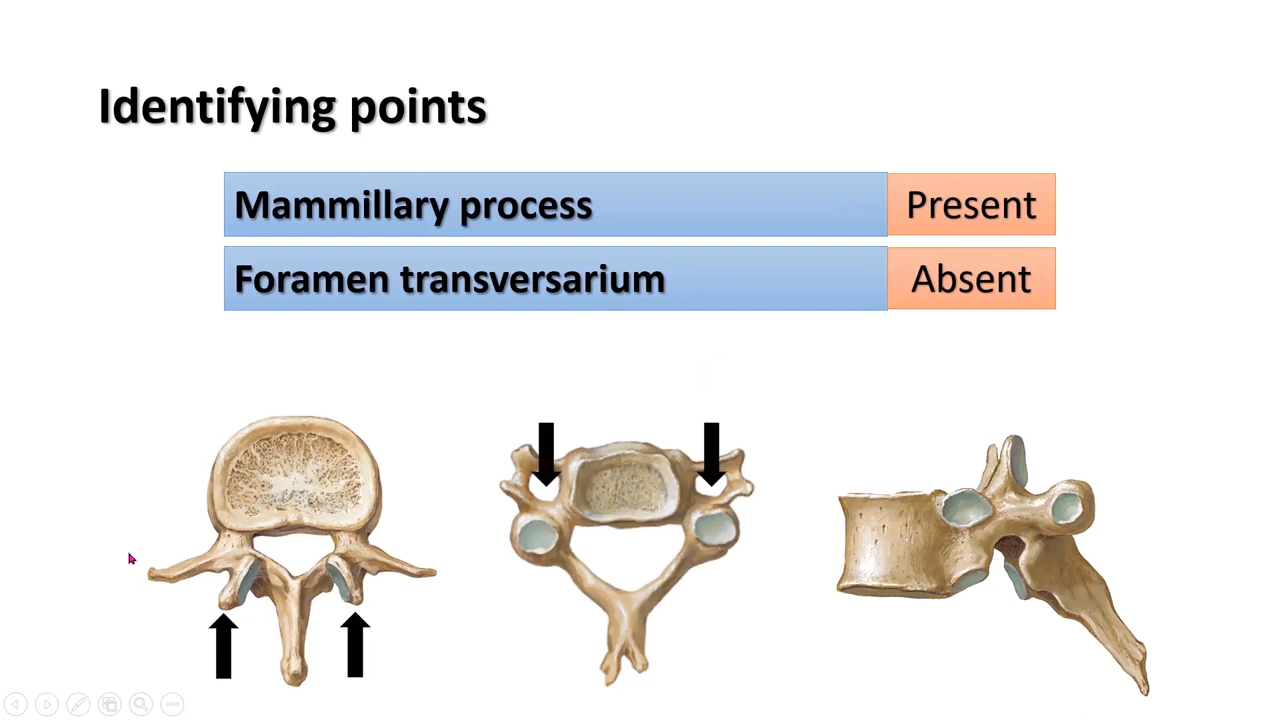 Identifying points
Mammillary process Present
Foramen transversarium Absent